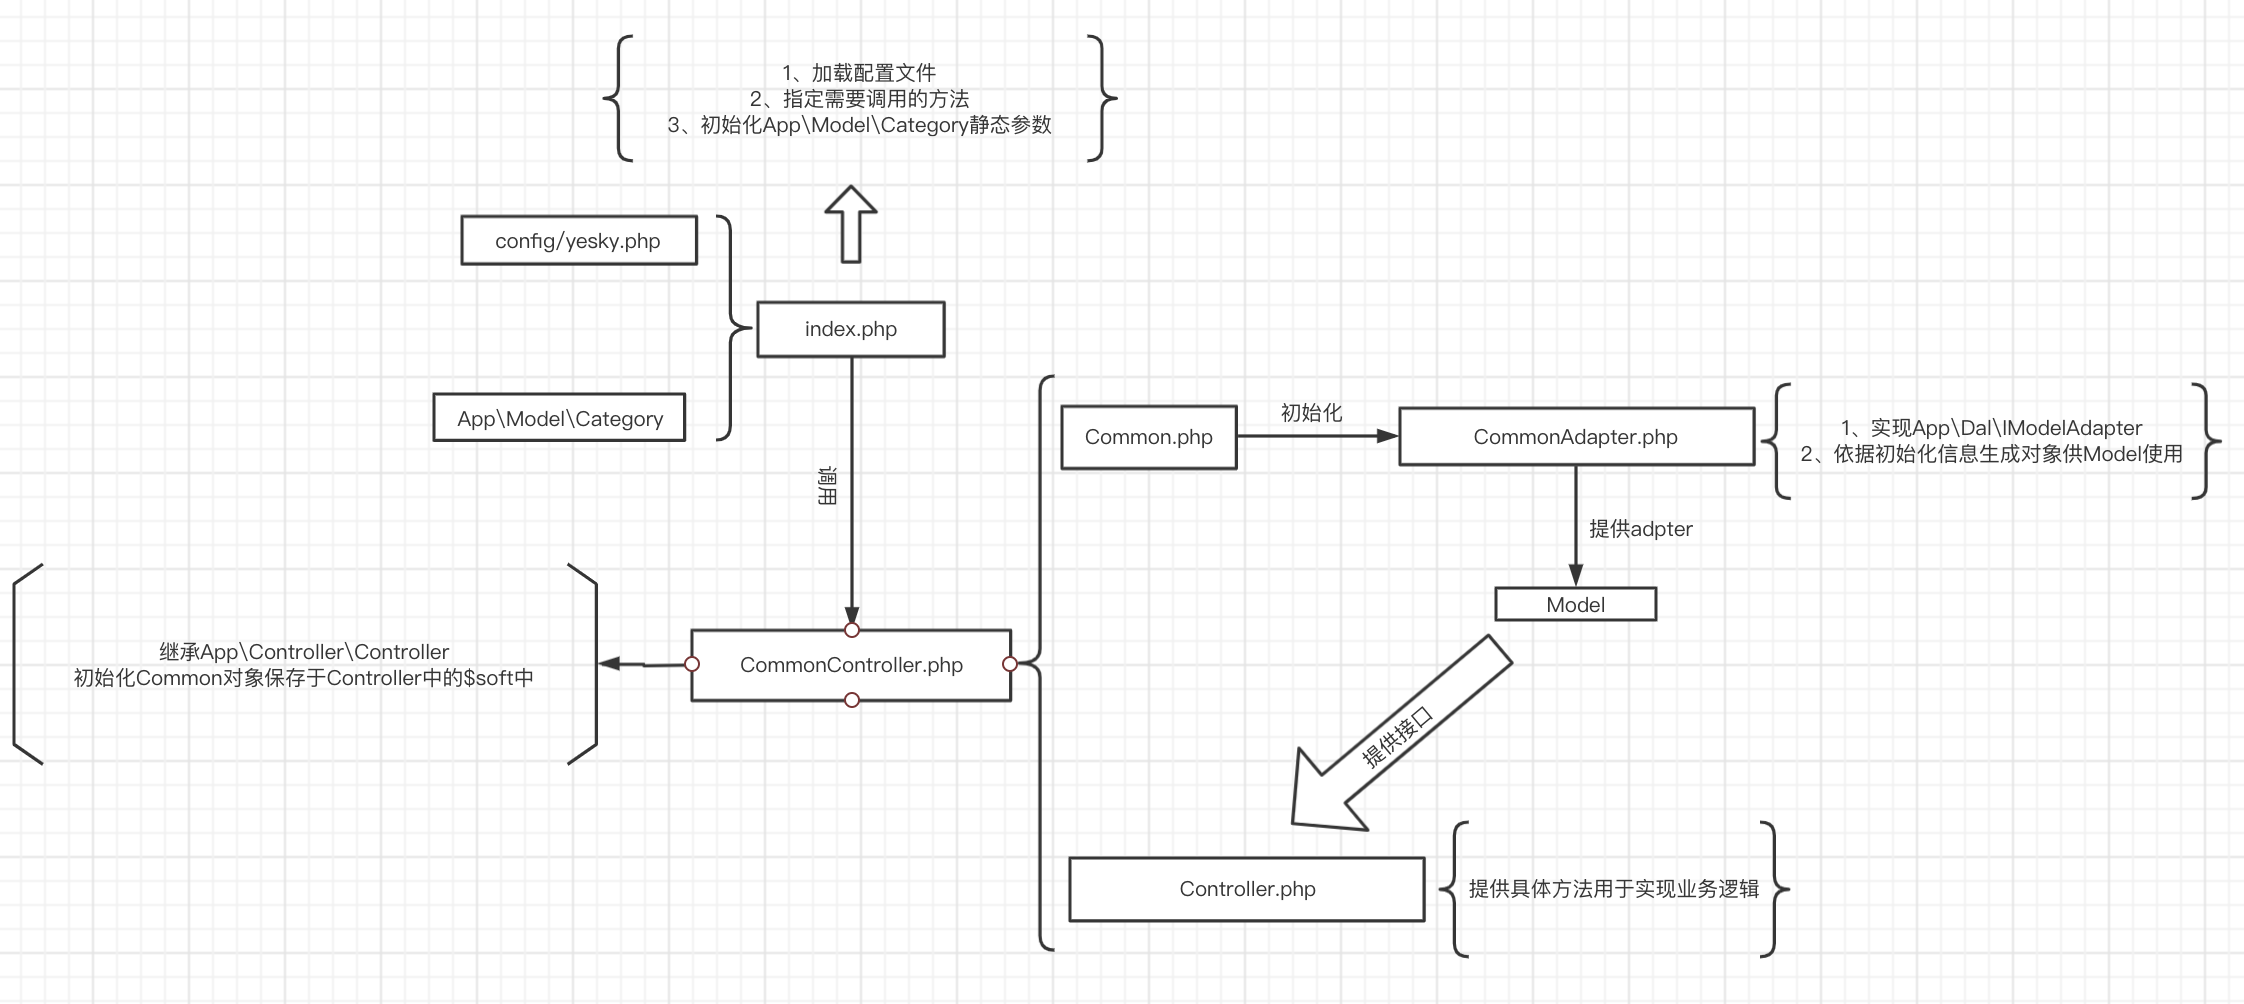 1、加载配置文件
2、指定需要调用的方法
3、初始化App\Model\Category静态参数
config/yesky.php
index.php
App\Model\Category
调用
Common.php
初始化
CommonAdapter.php
1、实现App\Dal\IModelAdapter
2、依据初始化信息生成对象供Model使用
提供adpter
Model
继承App\Controller\Controller
初始化Common对象保存于Controller中的$soft中
CommonController.php
提供接口
Controller.php
提供具体方法用于实现业务逻辑